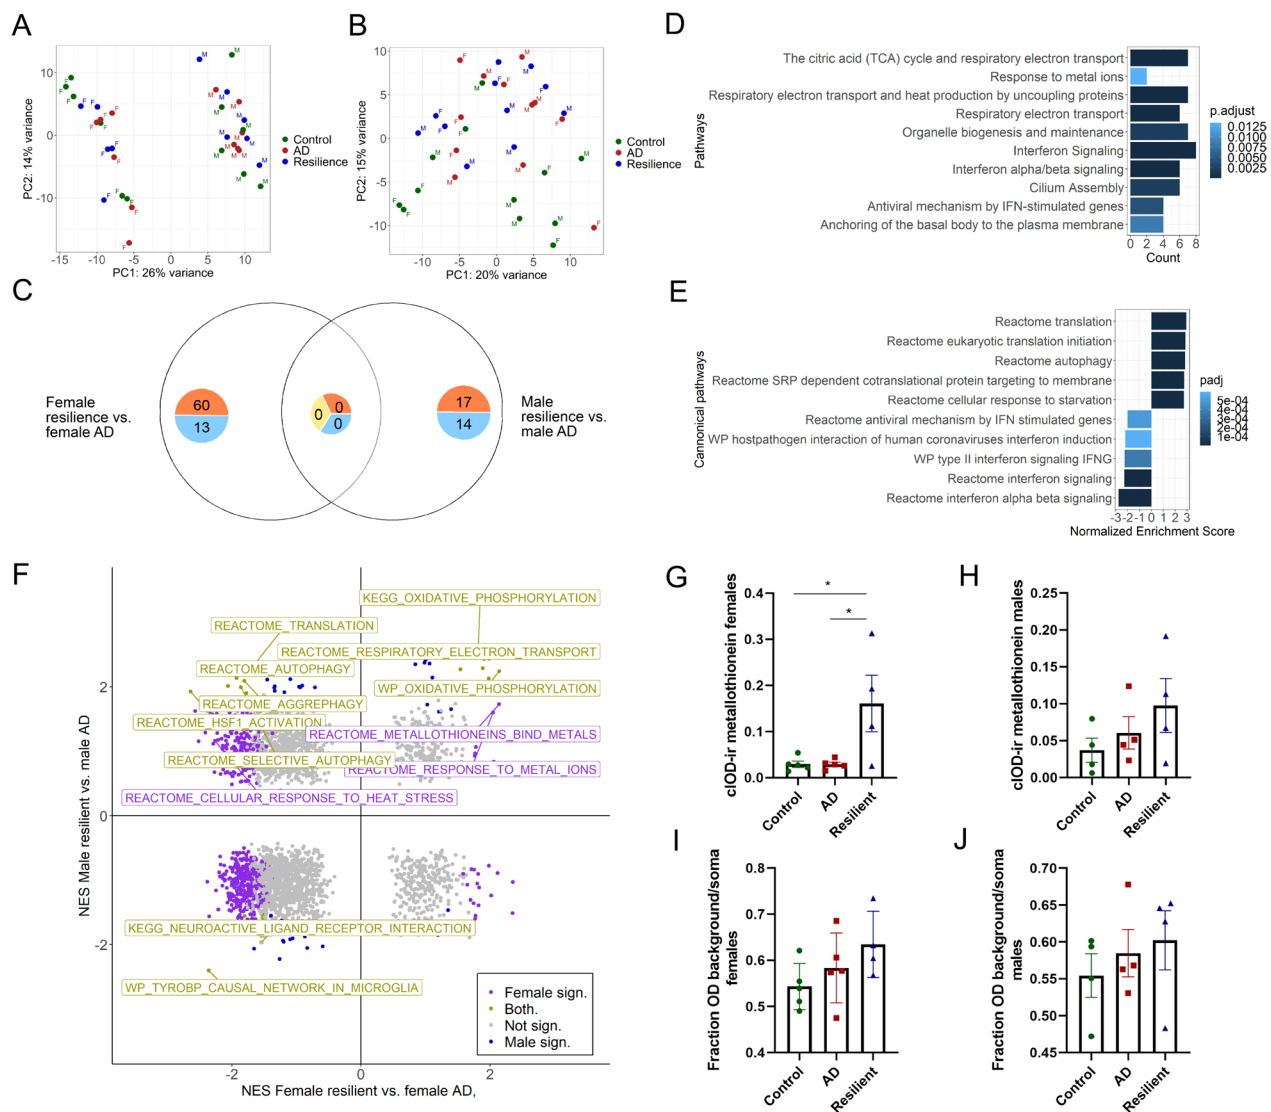 A
PC2: 14% variance
10
0
-10
-15
-10
-5
0
5
10
PC1: 26% variance
Control
AD
Resilience
B
PC2: 15% variance
10
5
0
-5
-10
-10
-5
0
5
10
PC1: 20% variance
Control
AD
Resilience
C
Female
resilience vs.
female AD
60
13
0
0
0
17
14
Male
resilience vs.
male AD
D
Pathways
The citric acid (TCA) cycle and respiratory electron transport
Response to metal ions
Respiratory electron transport and heat production by uncoupling proteins
Respiratory electron transport
Organelle biogenesis and maintenance
Interferon Signaling
Interferon alpha/beta signaling
Cilium Assembly
Antiviral mechanism by IFN-stimulated genes
Anchoring of the basal body to the plasma membrane
0 2 4 6 8
Count
p.adjust
0.0125
0.0100
0.0075
0.0050
0.0025
E
Cannonical pathways
Reactome translation
Reactome eukaryotic translation initiation
Reactome autophagy
Reactome SRP dependent cotranslational protein targeting to membrane
Reactome cellular response to starvation
Reactome antiviral mechanism by IFN stimulated genes
WP hostpathogen interaction of human coronaviruses interferon induction
WP type II interferon signaling IFNG
Reactome interferon signaling
Reactome interferon alpha beta signaling
-3 -2 -1 0 1 2 3
Normalized Enrichment Score
padj
5e-04
4e-04
3e-04
2e-04
1e-04
F
NES Male resilient vs. male AD
2
0
-2
KEGG_OXIDATIVE_PHOSPHORYLATION
REACTOME_TRANSLATION
REACTOME_RESPIRATORY_ELECTRON_TRANSPORT
REACTOME_AUTOPHAGY
WP_OXIDATIVE_PHOSPHORYLATION
REACTOME_AGGREPHAGY
REACTOME_HSF1_ACTIVATION
REACTOME_METALLOTHIONEINS_BIND_METALS
REACTOME_SELECTIVE_AUTOPHAGY
REACTOME_RESPONSE_TO_METAL_IONS
REACTOME_CELLULAR_RESPONSE_TO_HEAT_STRESS
KEGG_NEUROACTIVE_LIGAND_RECEPTOR_INTERACTION
WP_TYROBP_CAUSAL_NETWORK_IN_MICROGLIA
Female sign.
Both.
Not sign.
Male sign.
-2
0
2
NES Female resilient vs. female AD,
G
cIOD-ir metallothionein females
0.4
0.3
0.2
0.1
0.0
*
*
Control
AD
Resilient
H
cIOD-ir metallothionein males
0.25
0.20
0.15
0.10
0.05
0.00
Control
AD
Resilient
I
Fraction OD background/soma
females
0.8
0.7
0.6
0.5
0.4
Control
AD
Resilient
J
Fraction OD background/soma
males
0.70
0.65
0.60
0.55
0.50
0.45
Control
AD
Resilient